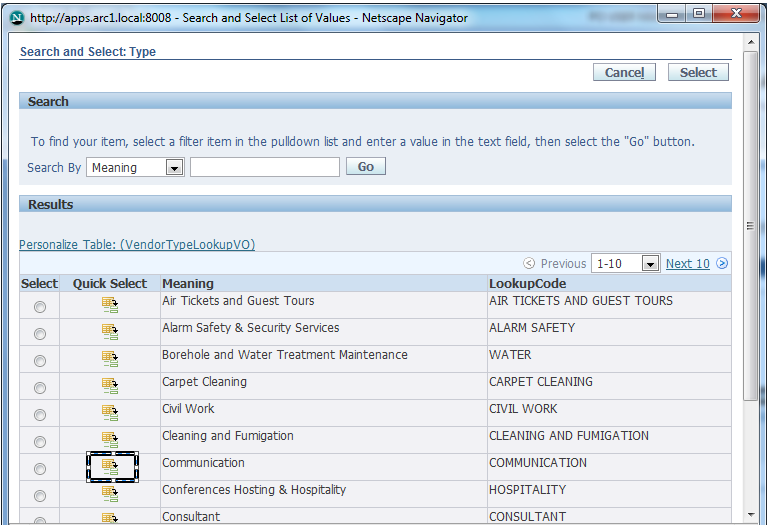 http://apps.arc1.local:8008 - Search and Select List of Values - Netscape Navigator
Search and Select: Type
Cancel Select
Search
To find your item, select a filter item in the pulldown list and enter a value in the text field, then select the "Go" button.
Search By Meaning Go
Results
Personalize Table: (VendorTypeLookupVO)
Previous 1-10 Next 10
Select Quick Select Meaning LookupCode
Air Tickets and Guest Tours AIR TICKETS AND GUEST TOURS
Alarm Safety & Security Services ALARM SAFETY
Borehole and Water Treatment Maintenance WATER
Carpet Cleaning CARPET CLEANING
Civil Work CIVIL WORK
Cleaning and Fumigation CLEANING AND FUMIGATION
Communication COMMUNICATION
Conferences Hosting & Hospitality HOSPITALITY
Consultant CONSULTANT